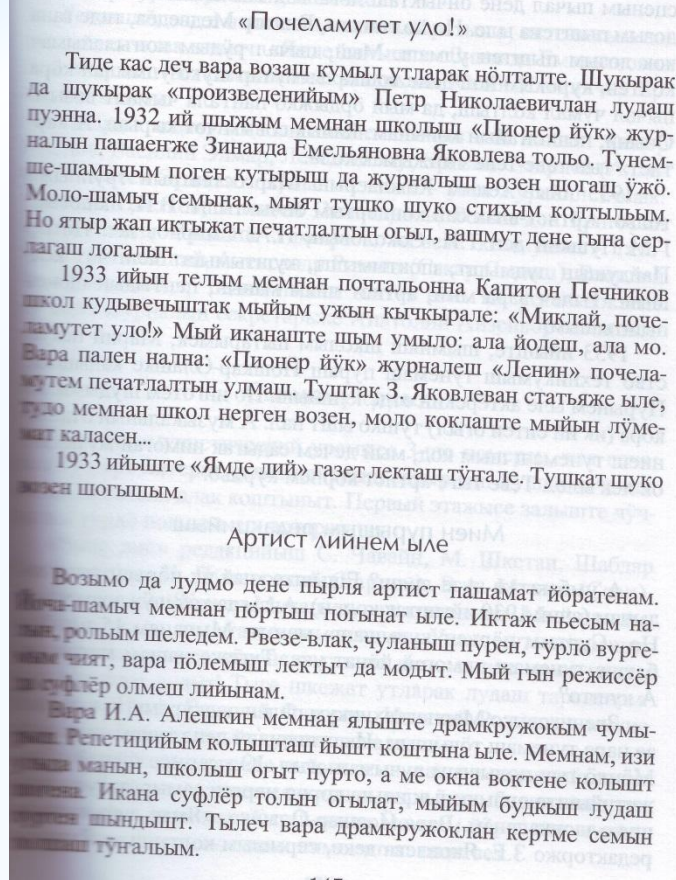 «Почеламутет уло!»
Тиде кас деч вара возаш кумыл утларак нӧлталте. Шукырак
да шукырак «произведенийым» Петр Николаевичлан лудаш
пуэнна. 1932 ий шыжым мемнан школыш «Пионер йӱк» жур-
налын пашаеҥже Зинаида Емельяновна Яковлева тольо. Тунем-
ше-шамычым поген кутырыш да журналыш возен шогаш ӱжӧ.
Моло-шамыч семынак, мыят тушко шуко стихым колтыльым.
Но ятыр жап иктыжат печатлалтын огыл, вашмут дене гына сер-
лагаш логалын.
1933 ийын телым мемнан почтальонна Капитон Печников
школ кудывечыштак мыйым ужын кычкырале: «Миклай, поче-
ламутет уло!» Мый иканаште шым умыло: ала йодеш, ала мо.
Вара пален нална: «Пионер йӱк» журналеш «Ленин» почела-
мутем печатлалтын улмаш. Туштак З. Яковлеван статьяже ыле,
тудо мемнан школ нерген возен, моло коклаште мыйын лӱме-
мат каласен...
1933 ийыште «Ямде лий» газет лекташ тӱҥале. Тушкат шуко
возен шогышым.
Артист лийнем ыле
Возымо да лудмо дене пырля артист пашамат йӧратенам.
Йоча-шамыч мемнан пӧртыш погынат ыле. Иктаж пьесым на-
лын, рольым шеледем. Рвезе-влак, чуланыш пурен, тӱрлӧ вурге-
мым чият, вара пӧлемыш лектыт да модыт. Мый гын режиссёр
да суфлёр олмеш лийынам.
Вара И.А. Алешкин мемнан ялыште драмкружокым чумы-
рыш. Репетицийым колышташ йышт коштына ыле. Мемнам, изи
улыда манын, школыш огыт пурто, а ме окна воктене колышт
шогена. Икана суфлёр толын огылат, мыйым будкыш лудаш
пуртен шындышт. Тылеч вара драмкружоклан кертме семын
полшаш тӱҥальым.